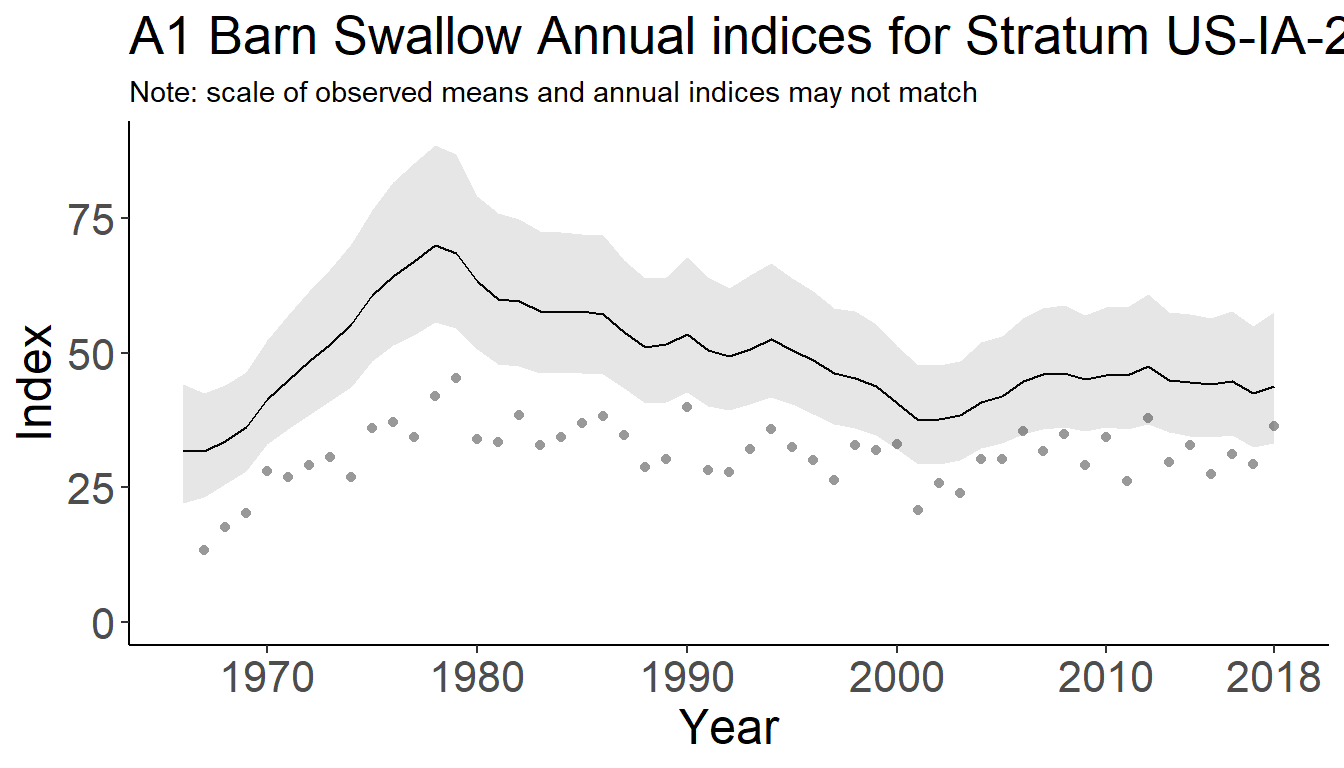 A1 Barn Swallow Annual indices for Stratum US-IA-2
Note: scale of observed means and annual indices may not match
75
50
25
0
Index
1970 1980 1990 2000 2010 2018
Year